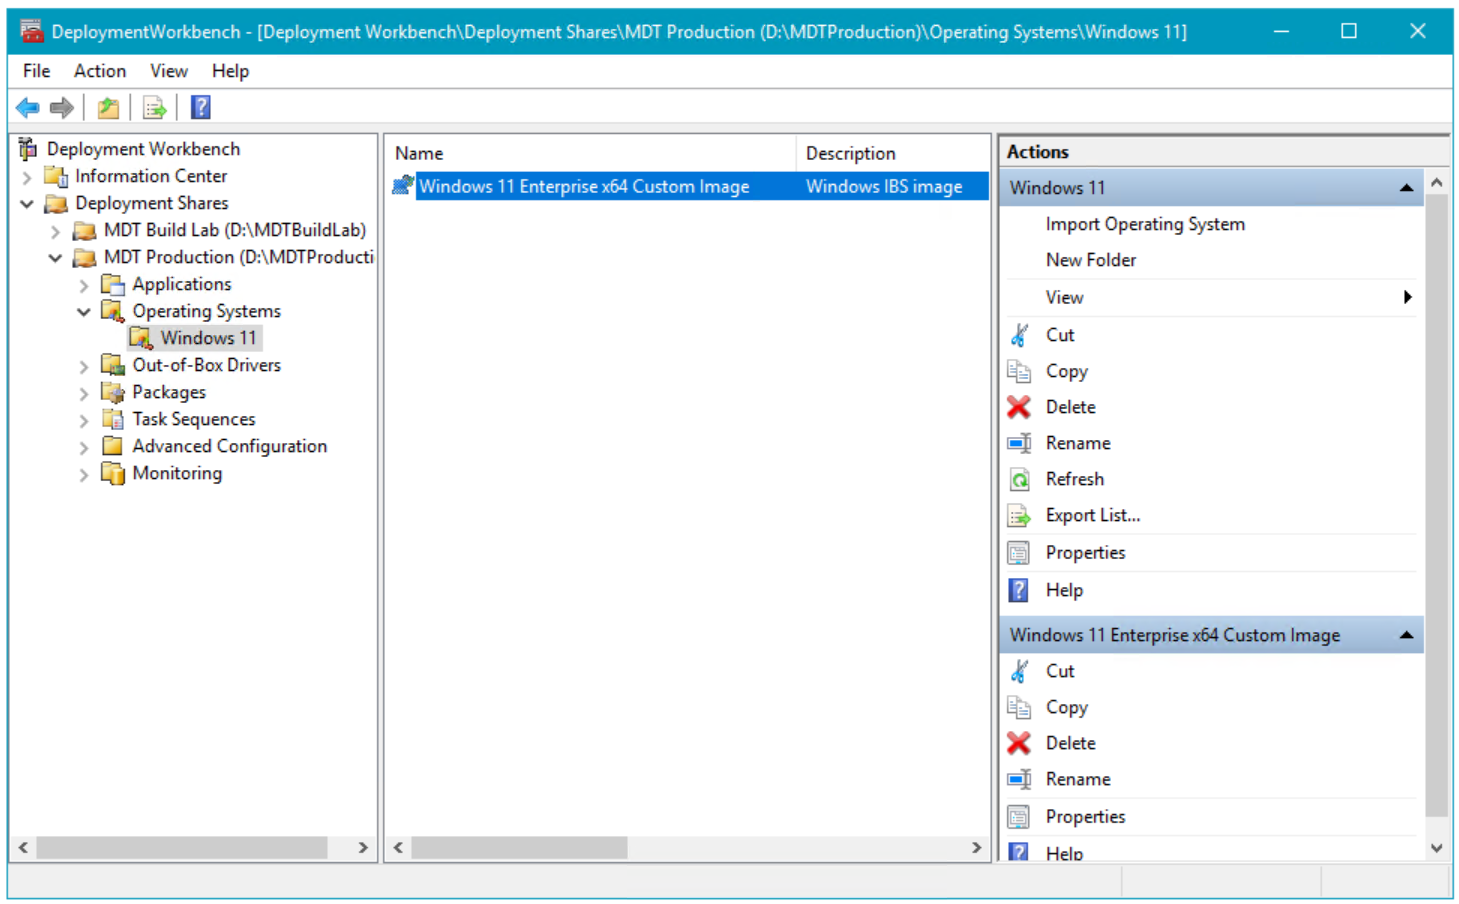 DeploymentWorkbench - [Deployment Workbench\Deployment Shares\MDT Production (D:\MDTProduction)\Operating Systems\Windows 11]
File Action View Help
Deployment Workbench
Information Center
Deployment Shares
MDT Build Lab (D:\MDTBuildLab)
MDT Production (D:\MDTProducti
Applications
Operating Systems
Windows 11
Out-of-Box Drivers
Packages
Task Sequences
Advanced Configuration
Monitoring
Name Description
Windows 11 Enterprise x64 Custom Image Windows IBS image
Actions
Windows 11
Import Operating System
New Folder
View
Cut
Copy
Delete
Rename
Refresh
Export List...
Properties
Help
Windows 11 Enterprise x64 Custom Image
Cut
Copy
Delete
Rename
Properties
Help